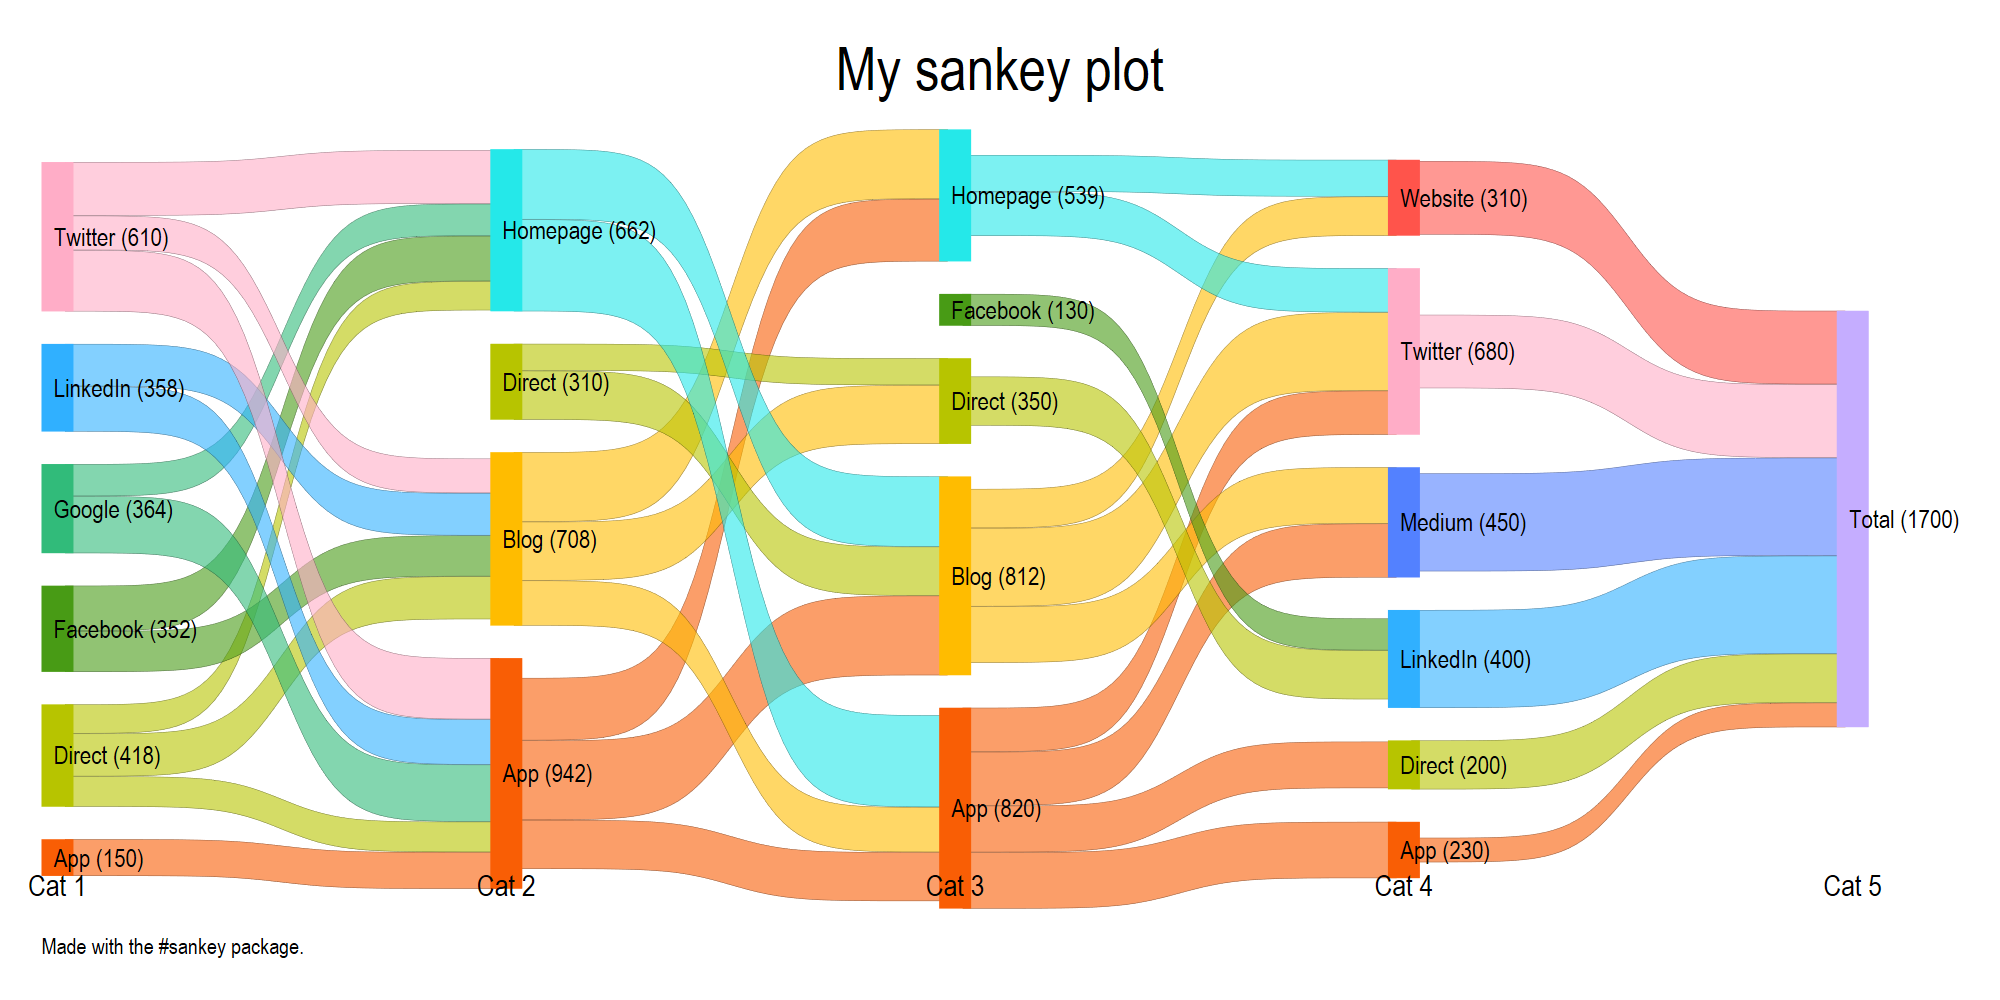 My sankey plot
Twitter (610)
LinkedIn (358)
Google (364)
Facebook (352)
Direct (418)
App (150)
Cat 1
Homepage (662)
Direct (310)
Blog (708)
App (942)
Cat 2
Homepage (539)
Facebook (130)
Direct (350)
Blog (812)
App (820)
Cat 3
Website (310)
Twitter (680)
Medium (450)
LinkedIn (400)
Direct (200)
App (230)
Cat 4
Total (1700)
Cat 5
Made with the #sankey package.